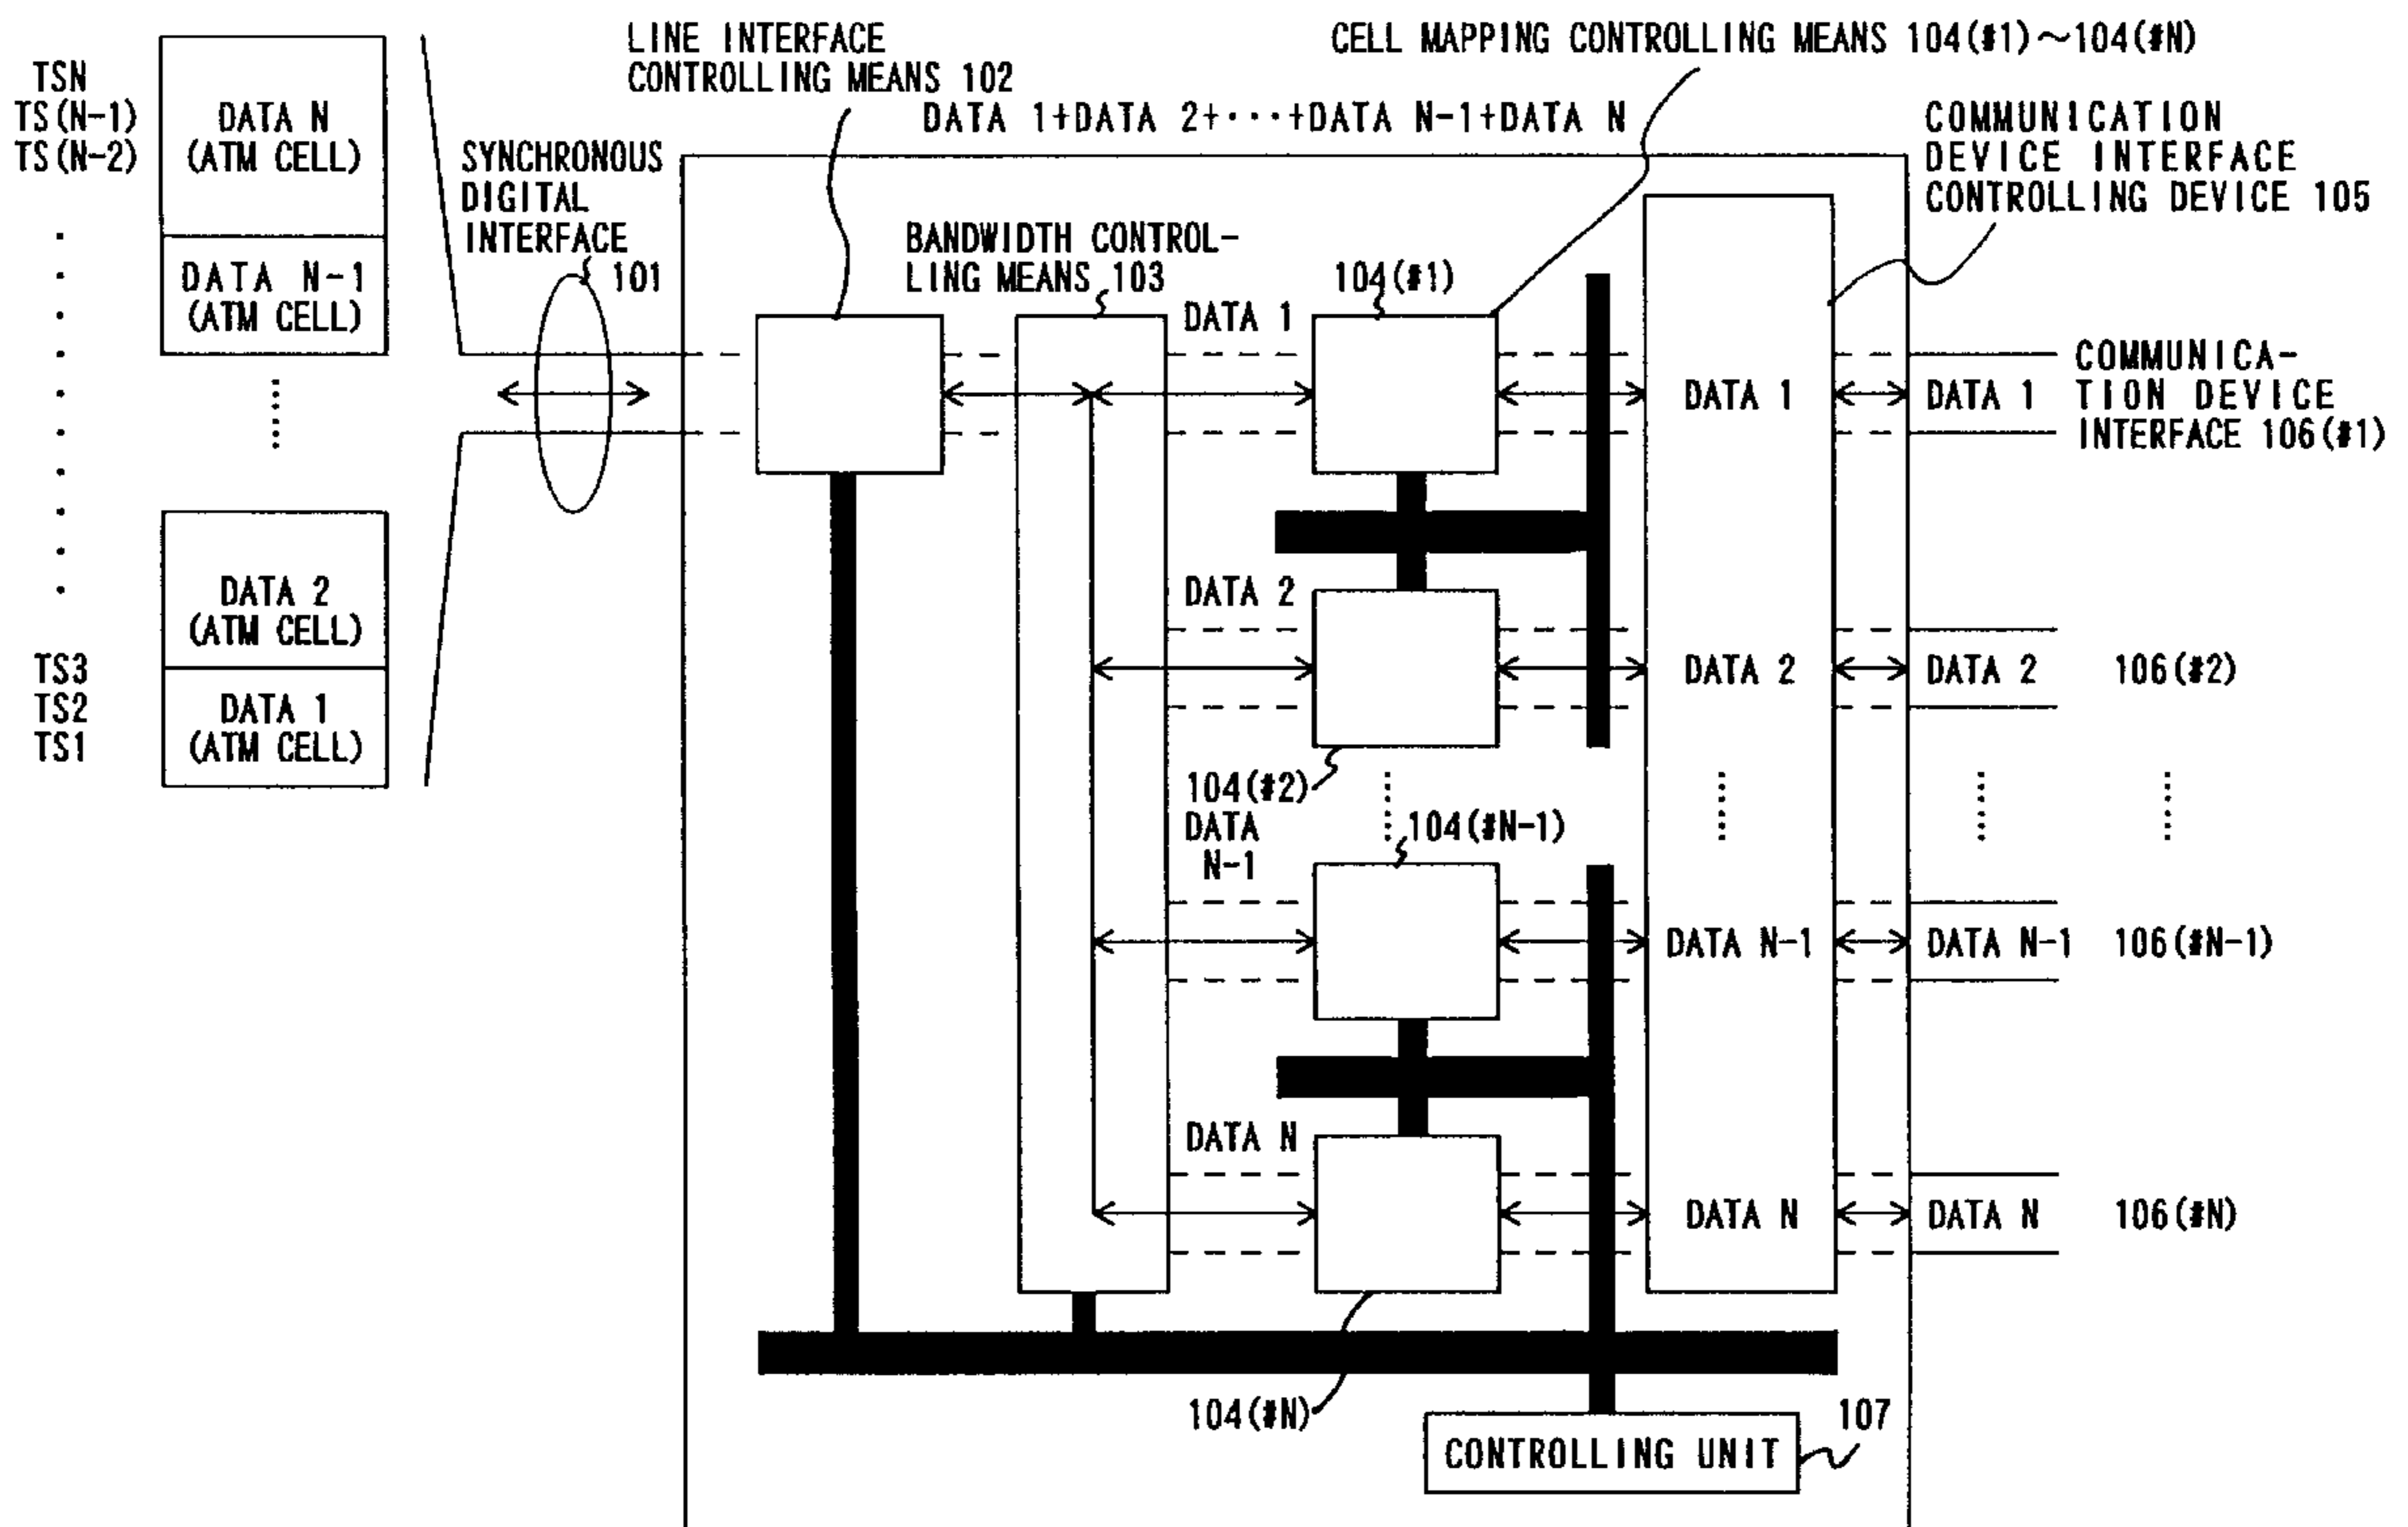 TSN
TS(N-1)
TS(N-2)
DATA N
(ATM CELL)
DATA N-1
(ATM CELL)
DATA 2
(ATM CELL)
TS3
TS2
TS1
DATA 1
(ATM CELL)
SYNCHRONOUS
DIGITAL
INTERFACE
101
LINE INTERFACE
CONTROLLING MEANS 102
DATA 1+DATA 2+···+DATA N-1+DATA N
CELL MAPPING CONTROLLING MEANS 104(#1)～104(#N)
COMMUNICATION
DEVICE INTERFACE
CONTROLLING DEVICE 105
BANDWIDTH CONTROL-
LING MEANS 103
DATA 1
104(#1)
DATA 1
DATA 1
COMMUNICA-
TION DEVICE
INTERFACE 106(#1)
DATA 2
DATA 2
DATA 2
106(#2)
104(#2)
DATA
N-1
104(#N-1)
DATA N-1
DATA N-1
106(#N-1)
DATA N
DATA N
DATA N
106(#N)
104(#N)
107
CONTROLLING UNIT